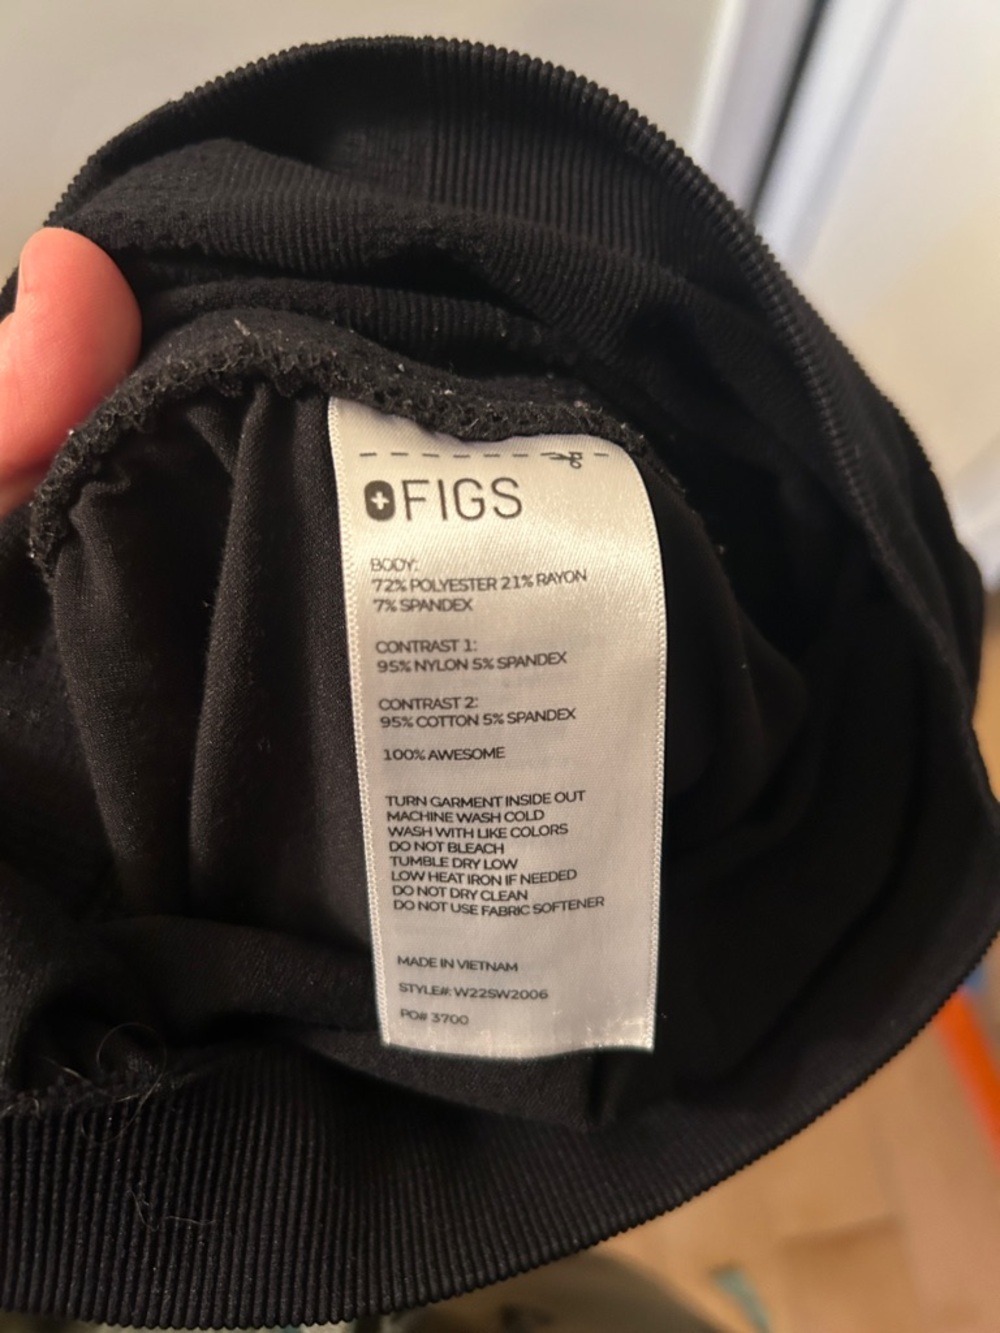 FIGS
BODY:
72% POLYESTER 21% RAYON
7% SPANDEX
CONTRAST 1:
95% NYLON 5% SPANDEX
CONTRAST 2:
95% COTTON 5% SPANDEX
100% AWESOME
TURN GARMENT INSIDE OUT
MACHINE WASH COLD
WASH WITH LIKE COLORS
DO NOT BLEACH
TUMBLE DRY LOW
LOW HEAT IRON IF NEEDED
DO NOT DRY CLEAN
DO NOT USE FABRIC SOFTENER
MADE IN VIETNAM
STYLE#: W22SW2006
PO# 3700